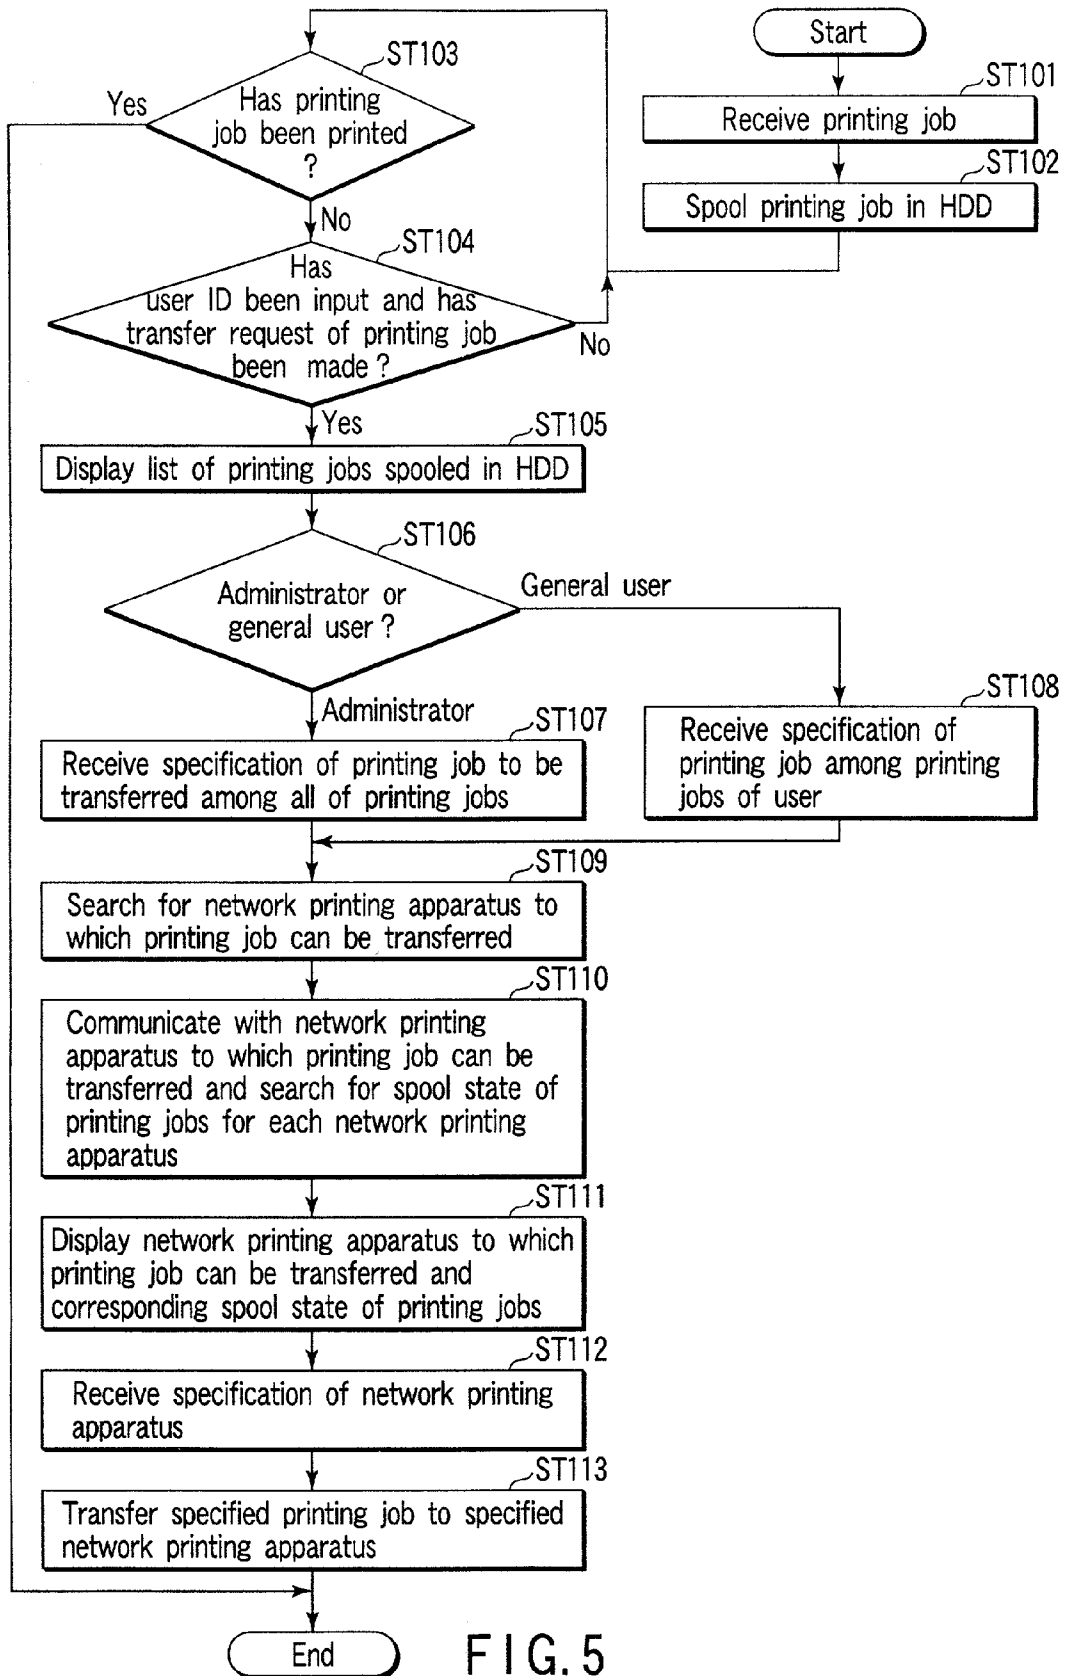 Start
ST101
Receive printing job
ST102
Spool printing job in HDD
ST103
Has printing
job been printed
?
Yes
No
ST104
Has
user ID been input and has
transfer request of printing job
been made ?
No
Yes
ST105
Display list of printing jobs spooled in HDD
ST106
Administrator or
general user ?
General user
Administrator
ST107
Receive specification of printing job to be
transferred among all of printing jobs
ST108
Receive specification of
printing job among printing
jobs of user
ST109
Search for network printing apparatus to
which printing job can be transferred
ST110
Communicate with network printing
apparatus to which printing job can be
transferred and search for spool state of
printing jobs for each network printing
apparatus
ST111
Display network printing apparatus to which
printing job can be transferred and
corresponding spool state of printing jobs
ST112
Receive specification of network printing
apparatus
ST113
Transfer specified printing job to specified
network printing apparatus
End
FIG. 5